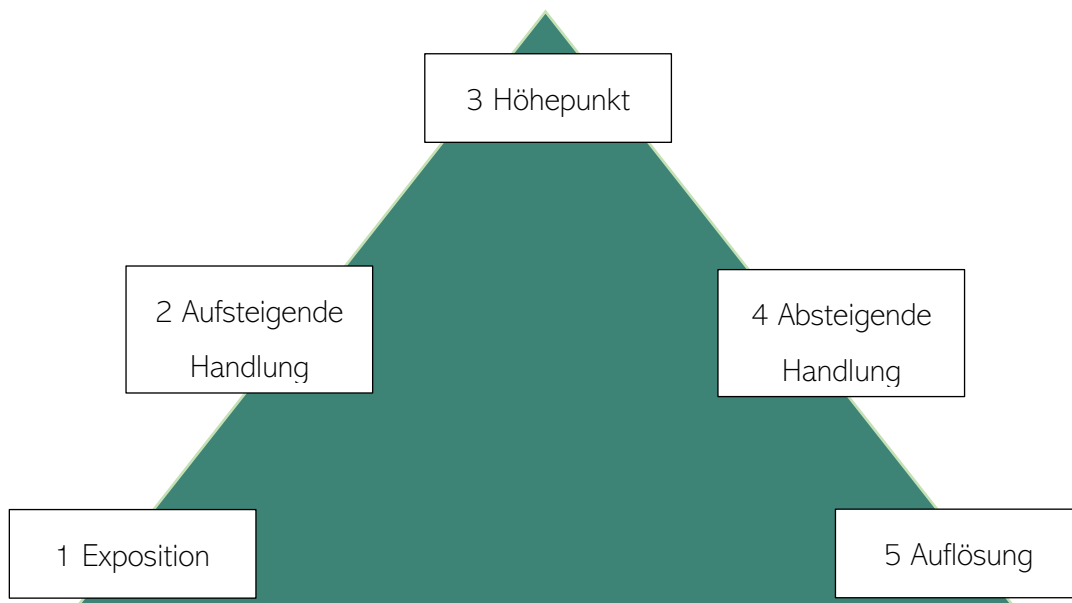 3 Höhepunkt
2 Aufsteigende
Handlung
4 Absteigende
Handlung
1 Exposition
5 Auflösung